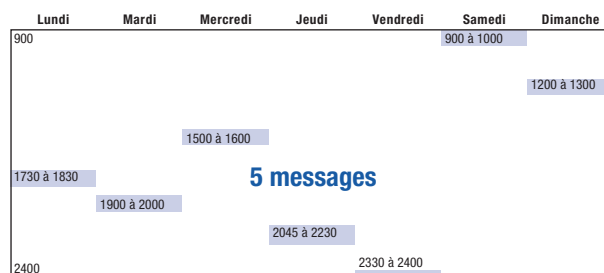 Lundi Mardi Mercredi Jeudi Vendredi Samedi Dimanche
900
900 à 1000
1200 à 1300
1500 à 1600
1730 à 1830
5 messages
1900 à 2000
2045 à 2230
2330 à 2400
2400